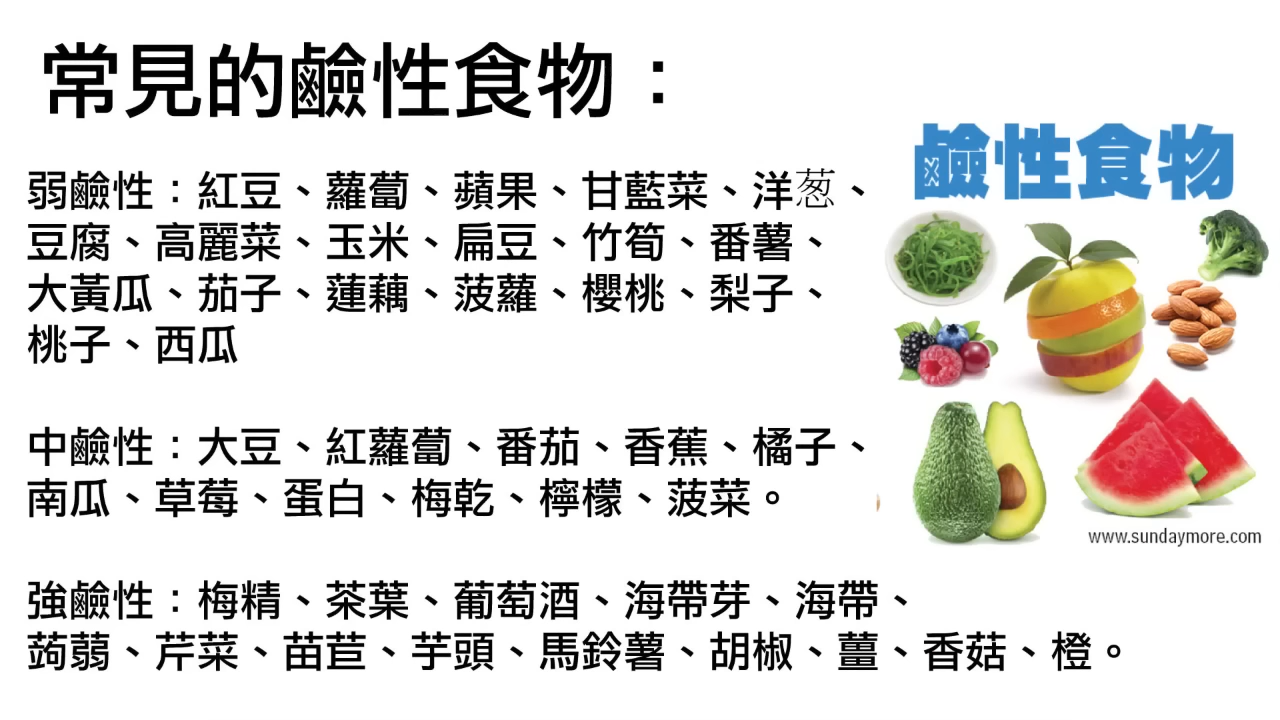 常見的鹼性食物：
鹼性食物
弱鹼性：紅豆、蘿蔔、蘋果、甘藍菜、洋葱、
豆腐、高麗菜、玉米、扁豆、竹筍、番薯、
大黃瓜、茄子、蓮藕、菠蘿、櫻桃、梨子、
桃子、西瓜
中鹼性：大豆、紅蘿蔔、番茄、香蕉、橘子、
南瓜、草莓、蛋白、梅乾、檸檬、菠菜。
www.sundaymore.com
強鹼性：梅精、茶葉、葡萄酒、海帶芽、海帶、
蒟蒻、芹菜、苗苣、芋頭、馬鈴薯、胡椒、薑、香菇、橙。